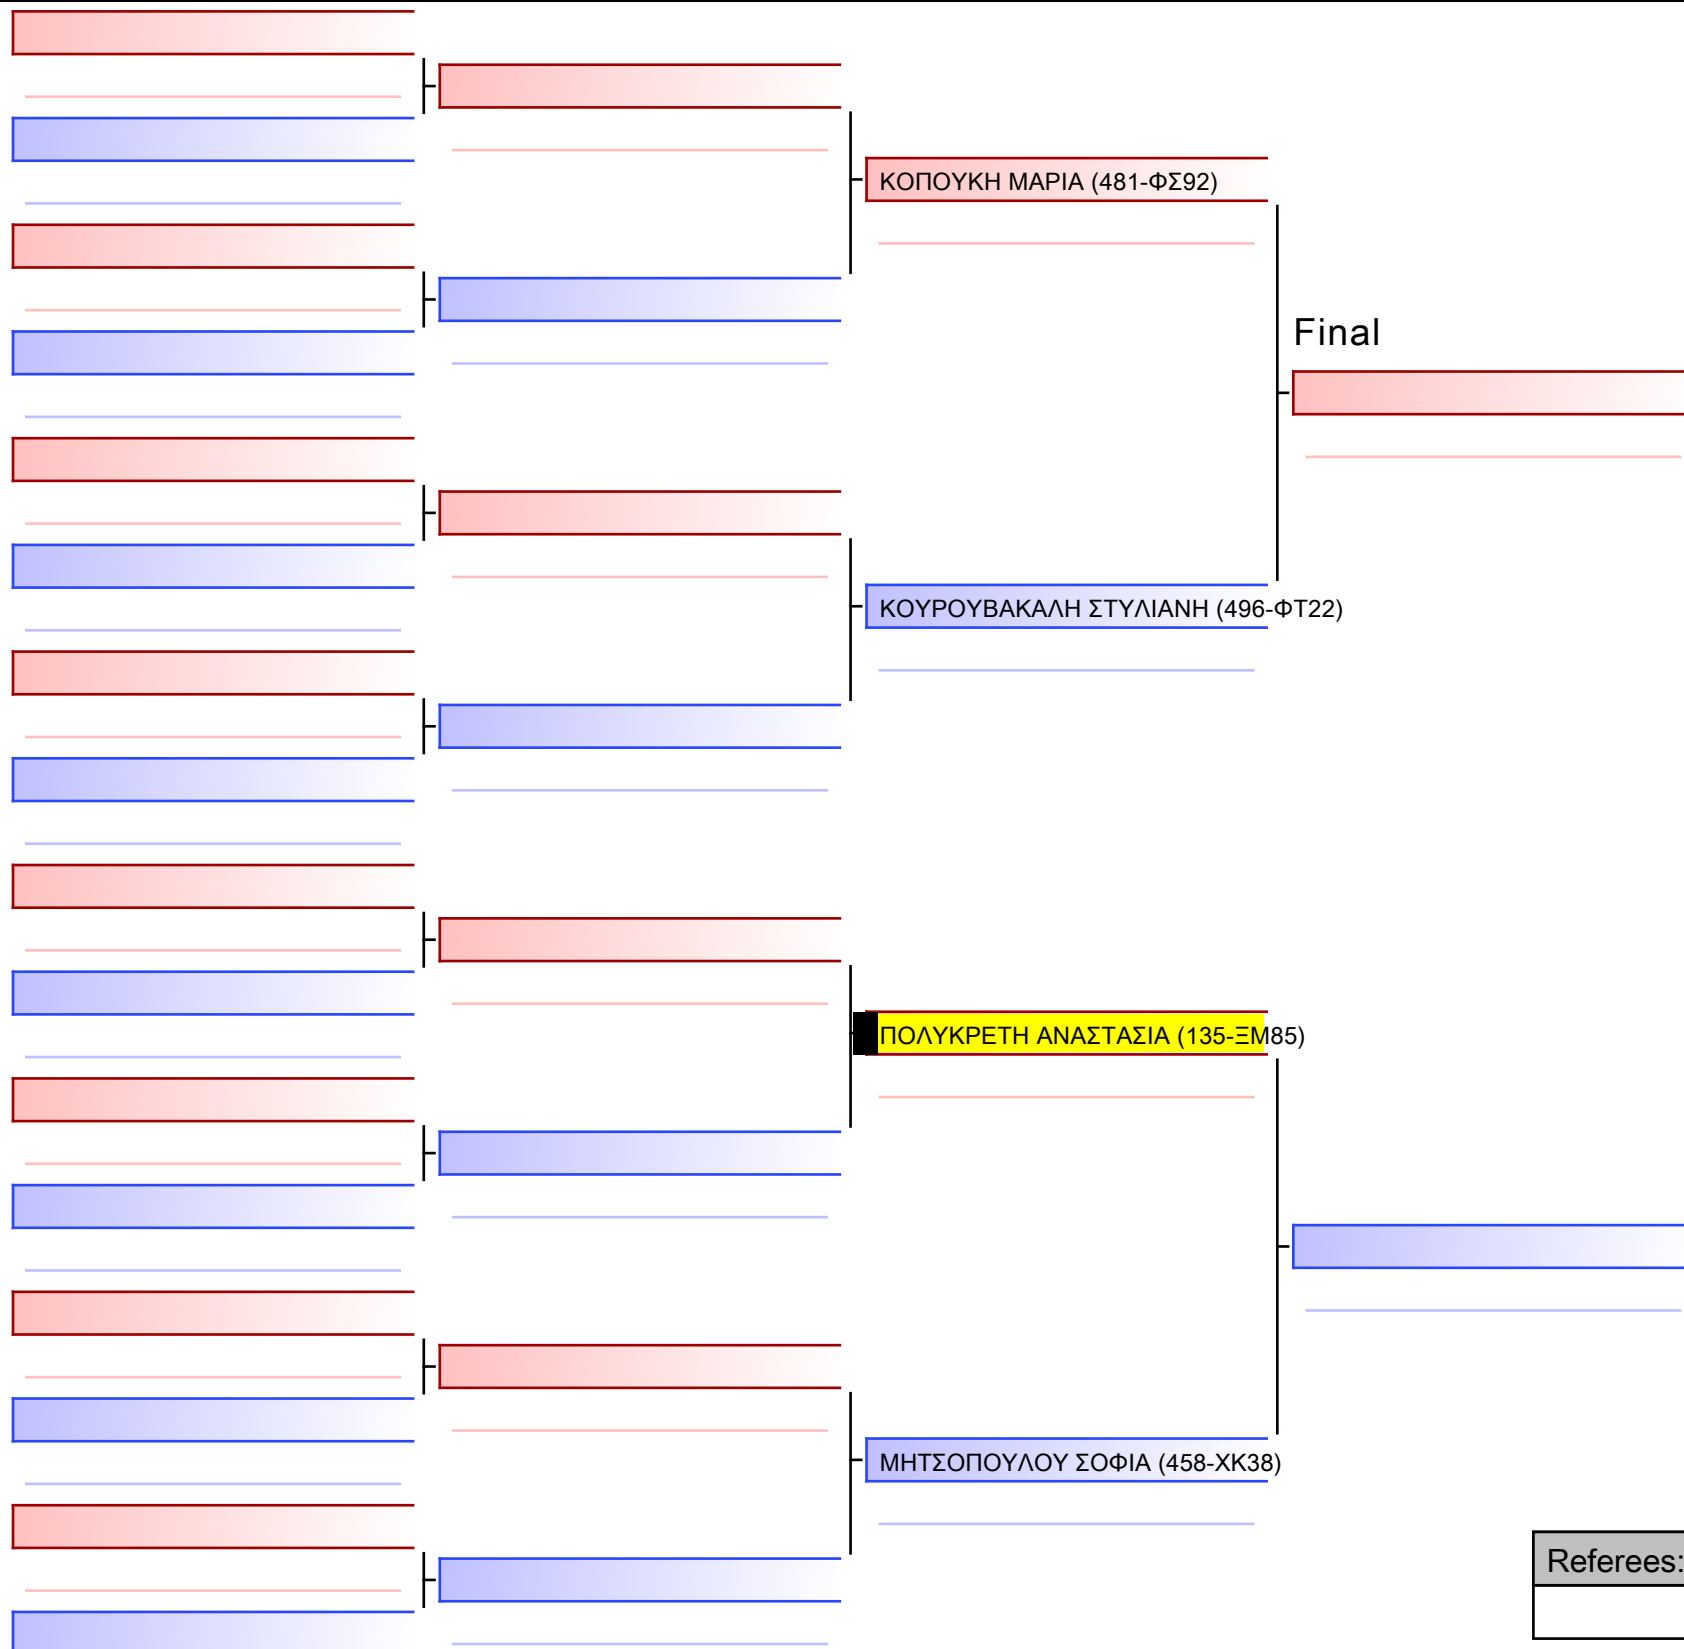 ΚΟΠΟΥΚΗ ΜΑΡΙΑ (481-ΦΣ92)
Final
ΚΟΥΡΟΥΒΑΚΑΛΗ ΣΤΥΛΙΑΝΗ (496-ΦΤ22)
ΠΟΛΥΚΡΕΤΗ ΑΝΑΣΤΑΣΙΑ (135-ΞΜ85)
ΜΗΤΣΟΠΟΥΛΟΥ ΣΟΦΙΑ (458-ΧΚ38)
Referees: